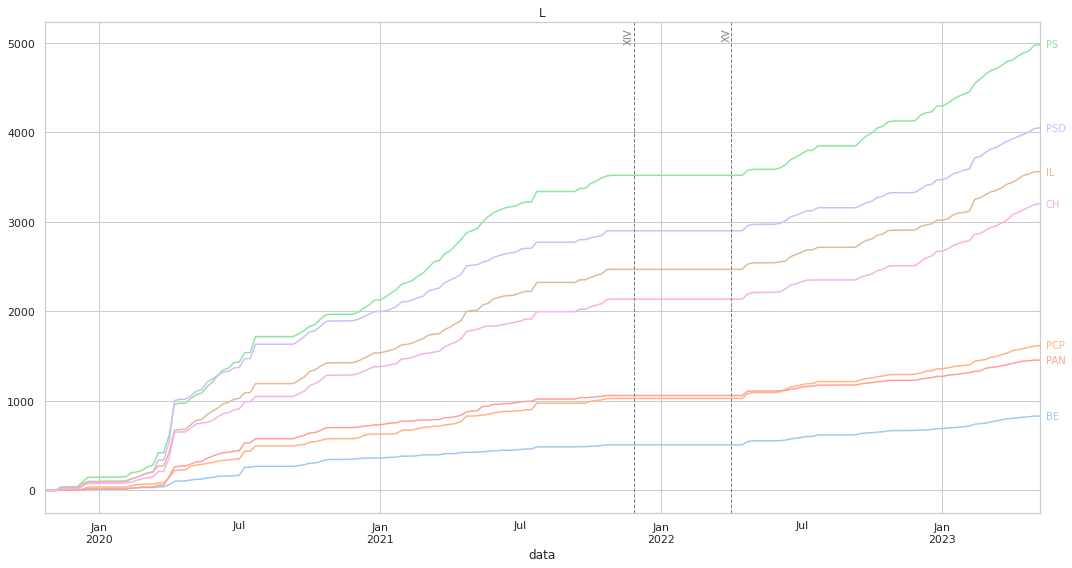 L
XIV
XV
5000
4000
3000
2000
1000
0
PS
PSD
IL
CH
PCP
PAN
BE
Jan
2020
Jul
Jan
2021
Jul
Jan
2022
Jul
Jan
2023
data